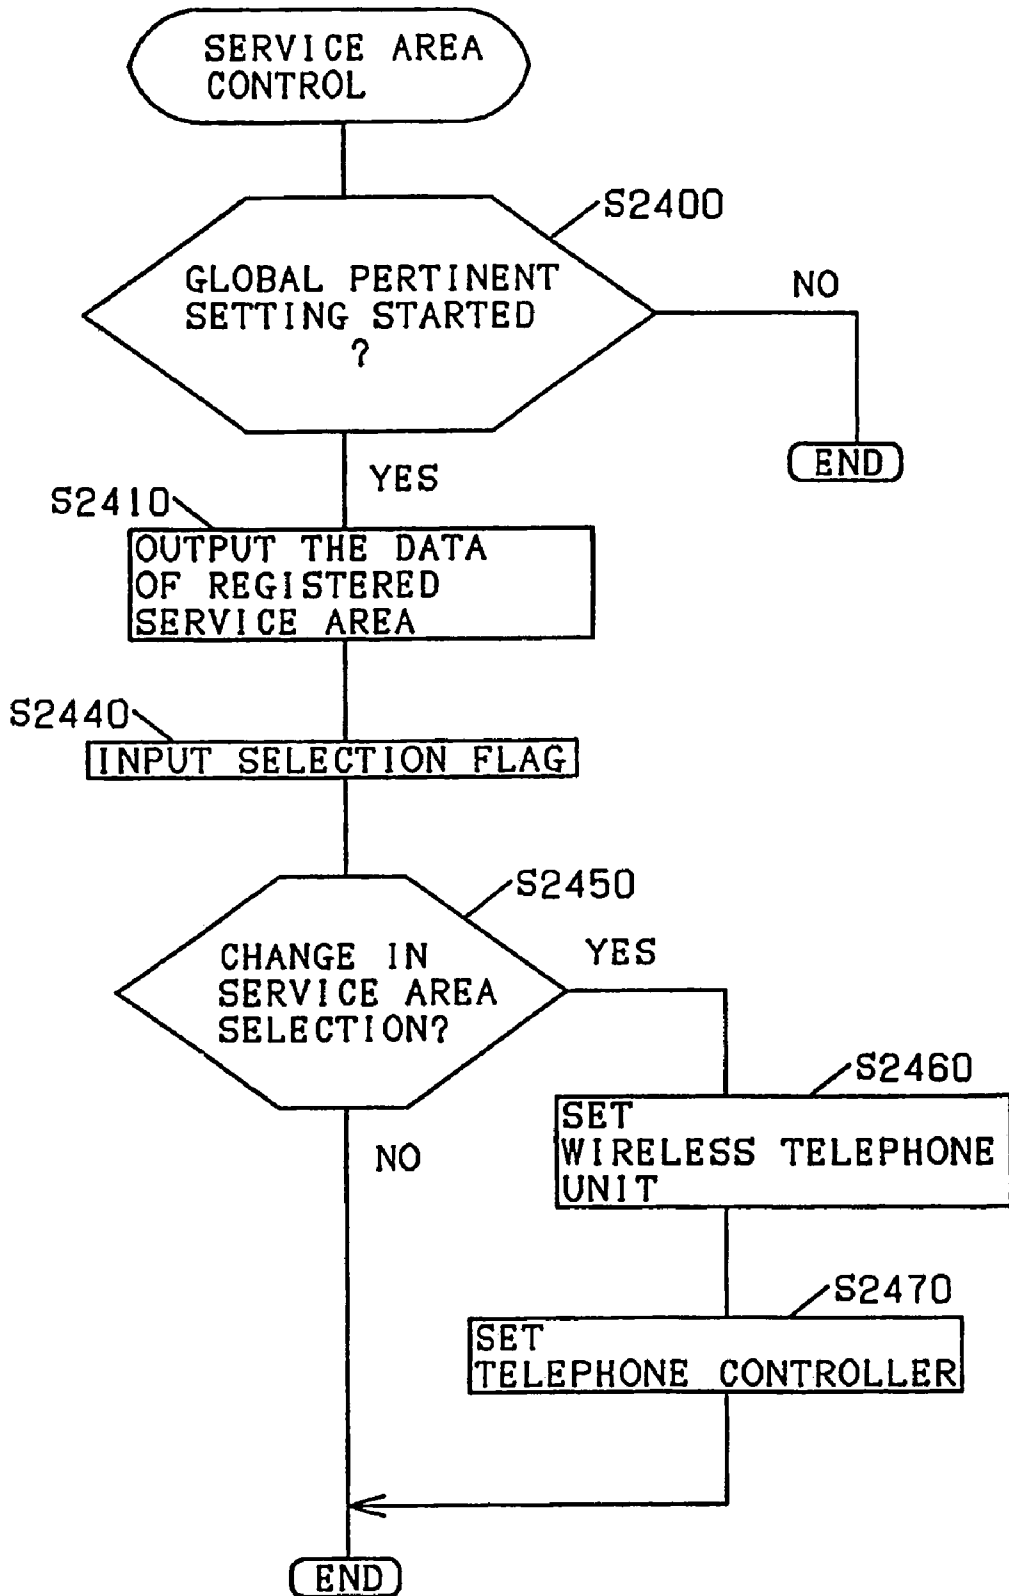 SERVICE AREA
CONTROL
S2400
GLOBAL PERTINENT
SETTING STARTED
?
NO
END
YES
S2410
OUTPUT THE DATA
OF REGISTERED
SERVICE AREA
S2440
INPUT SELECTION FLAG
S2450
CHANGE IN
SERVICE AREA
SELECTION?
YES
S2460
SET
WIRELESS TELEPHONE
UNIT
NO
S2470
SET
TELEPHONE CONTROLLER
END